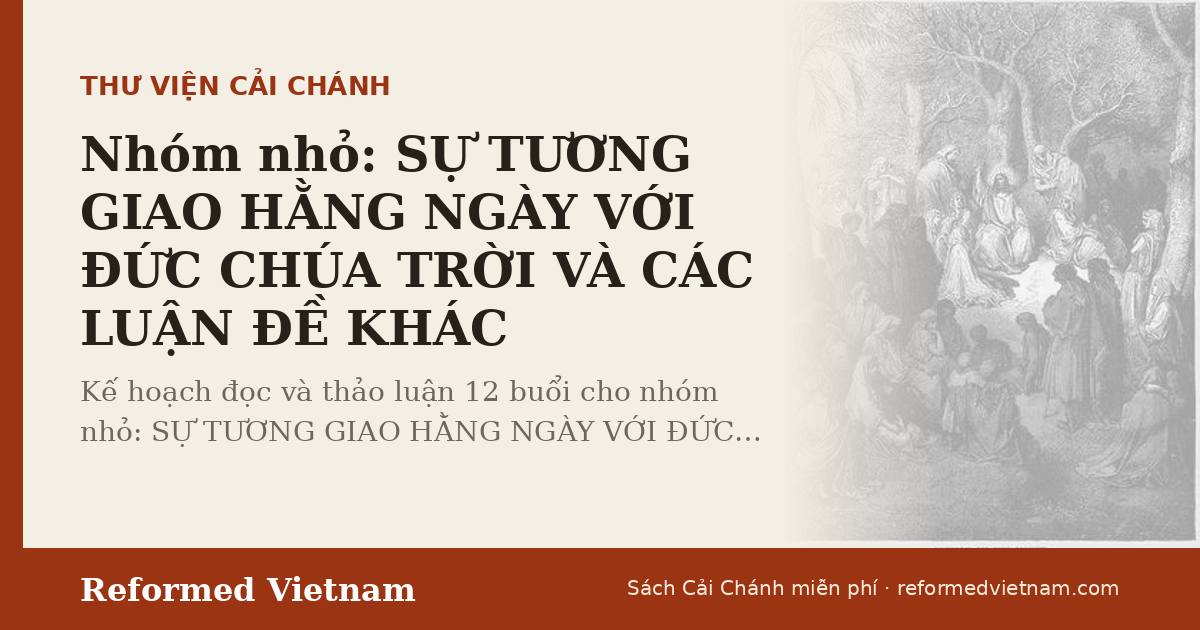 THƯ VIỆN CẢI CHÁNH
Nhóm nhỏ: SỰ TƯƠNG
GIAO HẰNG NGÀY VỚI
ĐỨC CHÚA TRỜI VÀ CÁC
LUẬN ĐỀ KHÁC
Kế hoạch đọc và thảo luận 12 buổi cho nhóm
nhỏ: SỰ TƯƠNG GIAO HẰNG NGÀY VỚI ĐỨC...
Reformed Vietnam
Sách Cải Chánh miễn phí · reformedvietnam.com